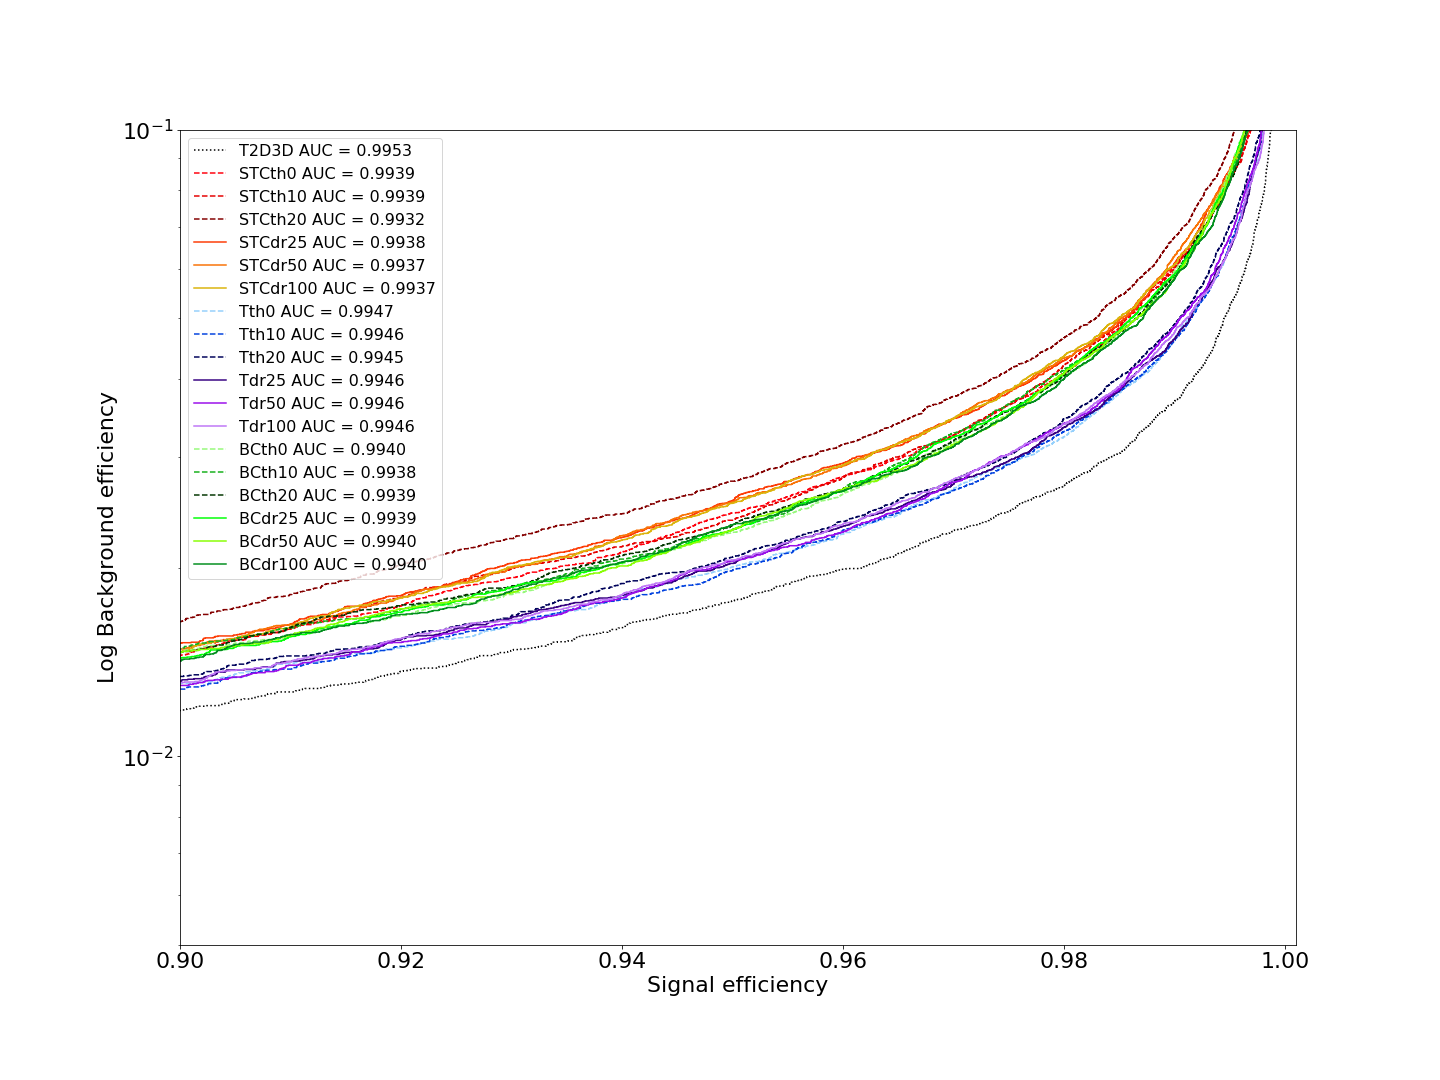 10⁻¹
T2D3D AUC = 0.9953
STCth0 AUC = 0.9939
STCth10 AUC = 0.9939
STCth20 AUC = 0.9932
STCdr25 AUC = 0.9938
STCdr50 AUC = 0.9937
STCdr100 AUC = 0.9937
Tth0 AUC = 0.9947
Tth10 AUC = 0.9946
Tth20 AUC = 0.9945
Tdr25 AUC = 0.9946
Tdr50 AUC = 0.9946
Tdr100 AUC = 0.9946
BCth0 AUC = 0.9940
BCth10 AUC = 0.9938
BCth20 AUC = 0.9939
BCdr25 AUC = 0.9939
BCdr50 AUC = 0.9940
BCdr100 AUC = 0.9940
Log Background efficiency
10⁻²
0.90 0.92 0.94 0.96 0.98 1.00
Signal efficiency